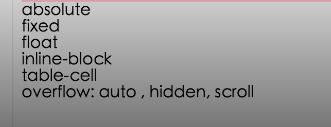 absolute
fixed
float
inline-block
table-cell
overflow: auto , hidden, scroll